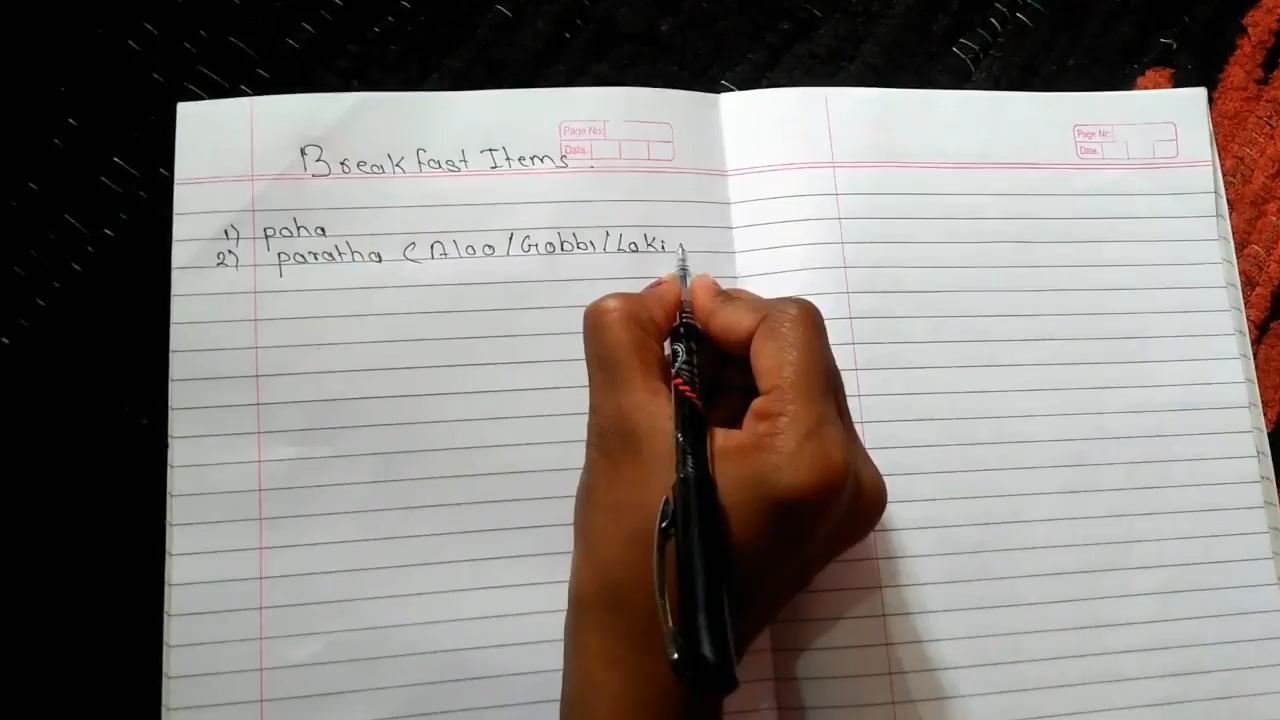 Page No:
Date.
Breakfast Items.
1) poha
2) paratha (Aloo/Gobbi/Loki
Page No:
Date.